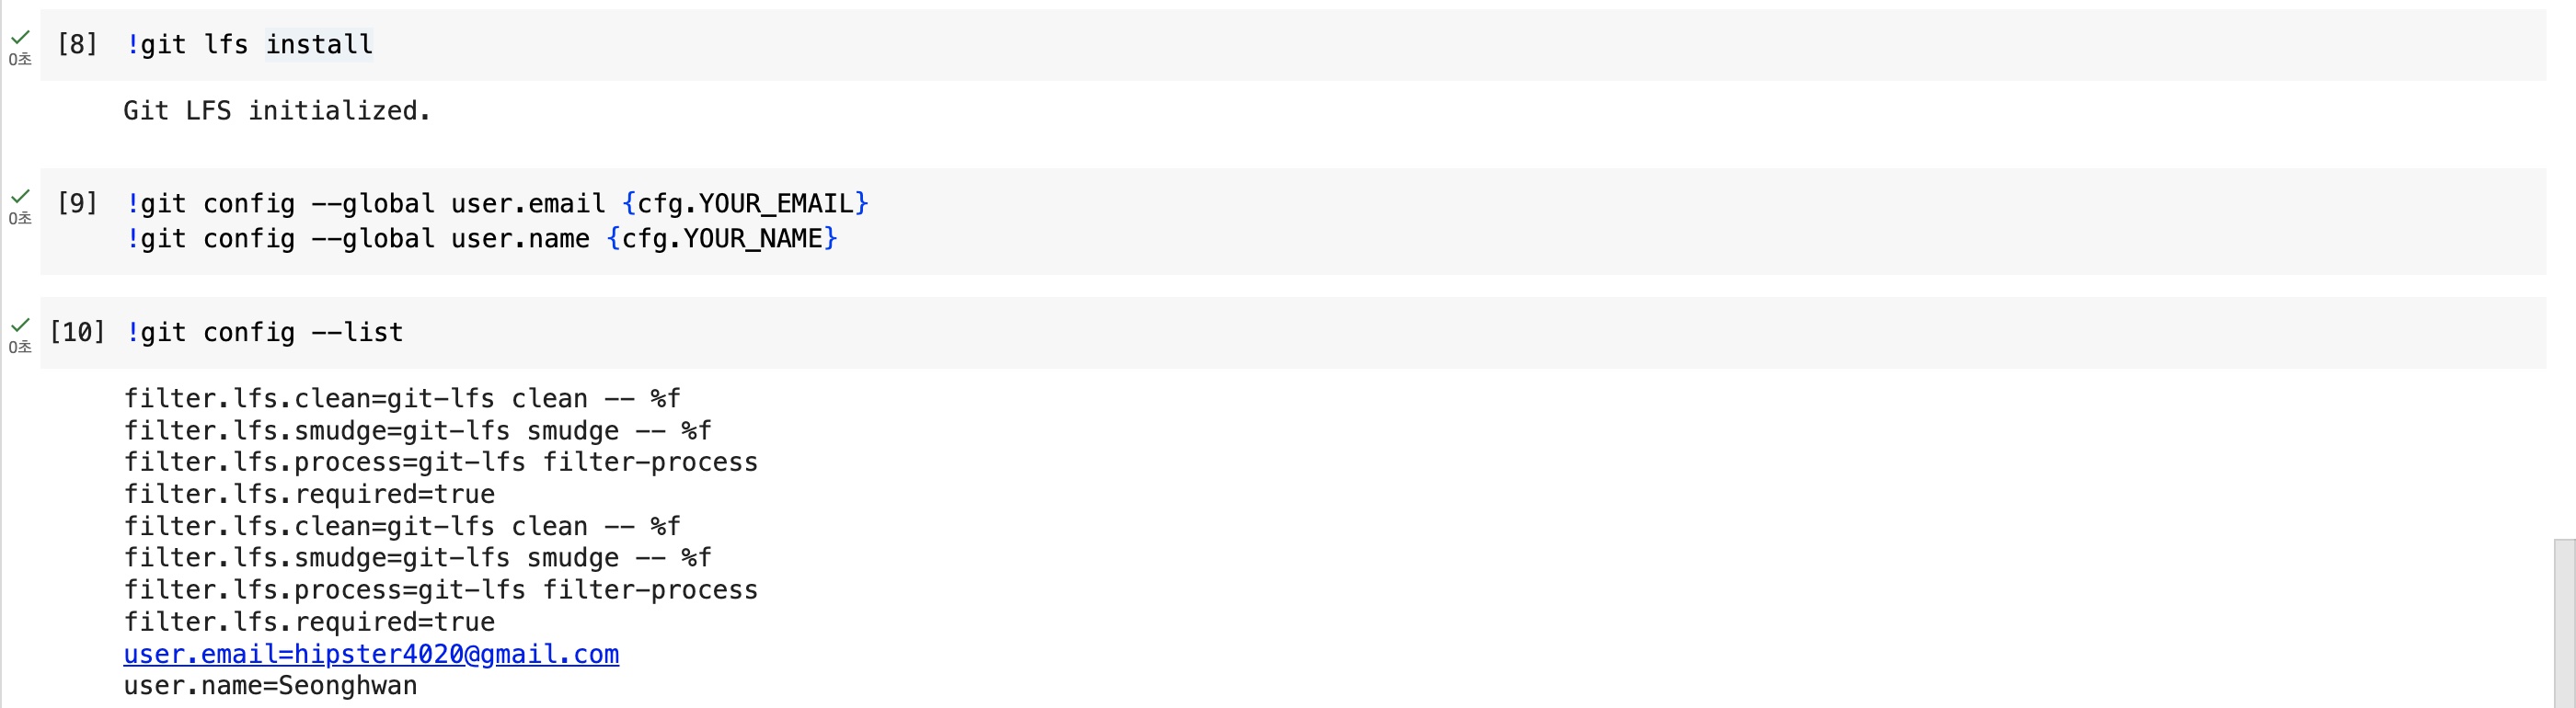 [8] !git lfs install
0초
Git LFS initialized.
[9] !git config --global user.email {cfg.YOUR_EMAIL}
0초
!git config --global user.name {cfg.YOUR_NAME}
[10] !git config --list
0초
filter.lfs.clean=git-lfs clean -- %f
filter.lfs.smudge=git-lfs smudge -- %f
filter.lfs.process=git-lfs filter-process
filter.lfs.required=true
filter.lfs.clean=git-lfs clean -- %f
filter.lfs.smudge=git-lfs smudge -- %f
filter.lfs.process=git-lfs filter-process
filter.lfs.required=true
user.email=hipster4020@gmail.com
user.name=Seonghwan